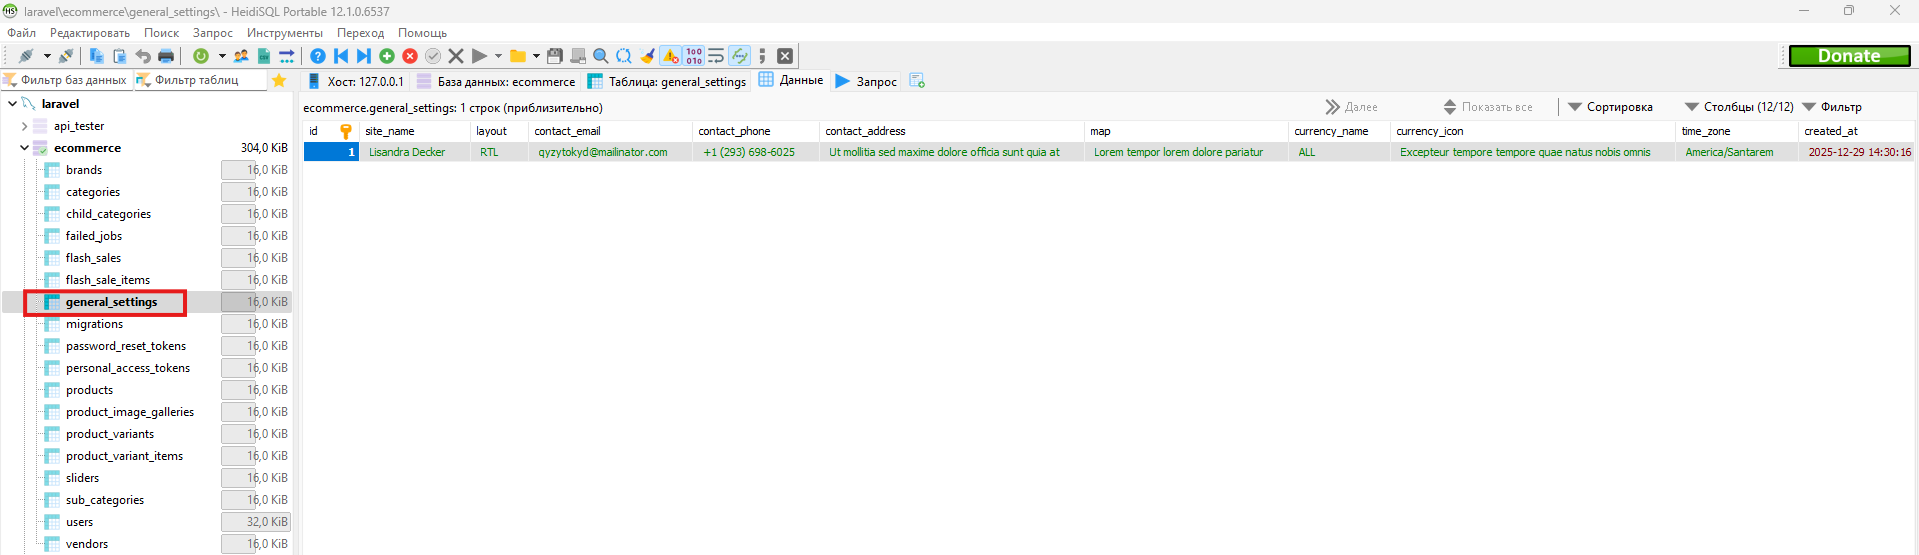 laravel\ecommerce\general_settings\ - HeidiSQL Portable 12.1.0.6537
Файл Редактировать Поиск Запрос Инструменты Переход Помощь
Donate
Фильтр баз данных Фильтр таблиц Хост: 127.0.0.1 База данных: ecommerce Таблица: general_settings Данные Запрос
ecommerce.general_settings: 1 строк (приблизительно) Далее Показать все Сортировка Столбцы (12/12) Фильтр
id site_name layout contact_email contact_phone contact_address map currency_name currency_icon time_zone created_at
1 Lisandra Decker RTL qyzytokyd@mailinator.com +1 (293) 698-6025 Ut mollitia sed maxime dolore officia sunt quia at Lorem tempor lorem dolore pariatur ALL Excepteur tempore tempore quae natus nobis omnis America/Santarem 2025-12-29 14:30:16
laravel
api_tester
ecommerce 304,0 KiB
brands 16,0 KiB
categories 16,0 KiB
child_categories 16,0 KiB
failed_jobs 16,0 KiB
flash_sales 16,0 KiB
flash_sale_items 16,0 KiB
general_settings 16,0 KiB
migrations 16,0 KiB
password_reset_tokens 16,0 KiB
personal_access_tokens 16,0 KiB
products 16,0 KiB
product_image_galleries 16,0 KiB
product_variants 16,0 KiB
product_variant_items 16,0 KiB
sliders 16,0 KiB
sub_categories 16,0 KiB
users 32,0 KiB
vendors 16,0 KiB